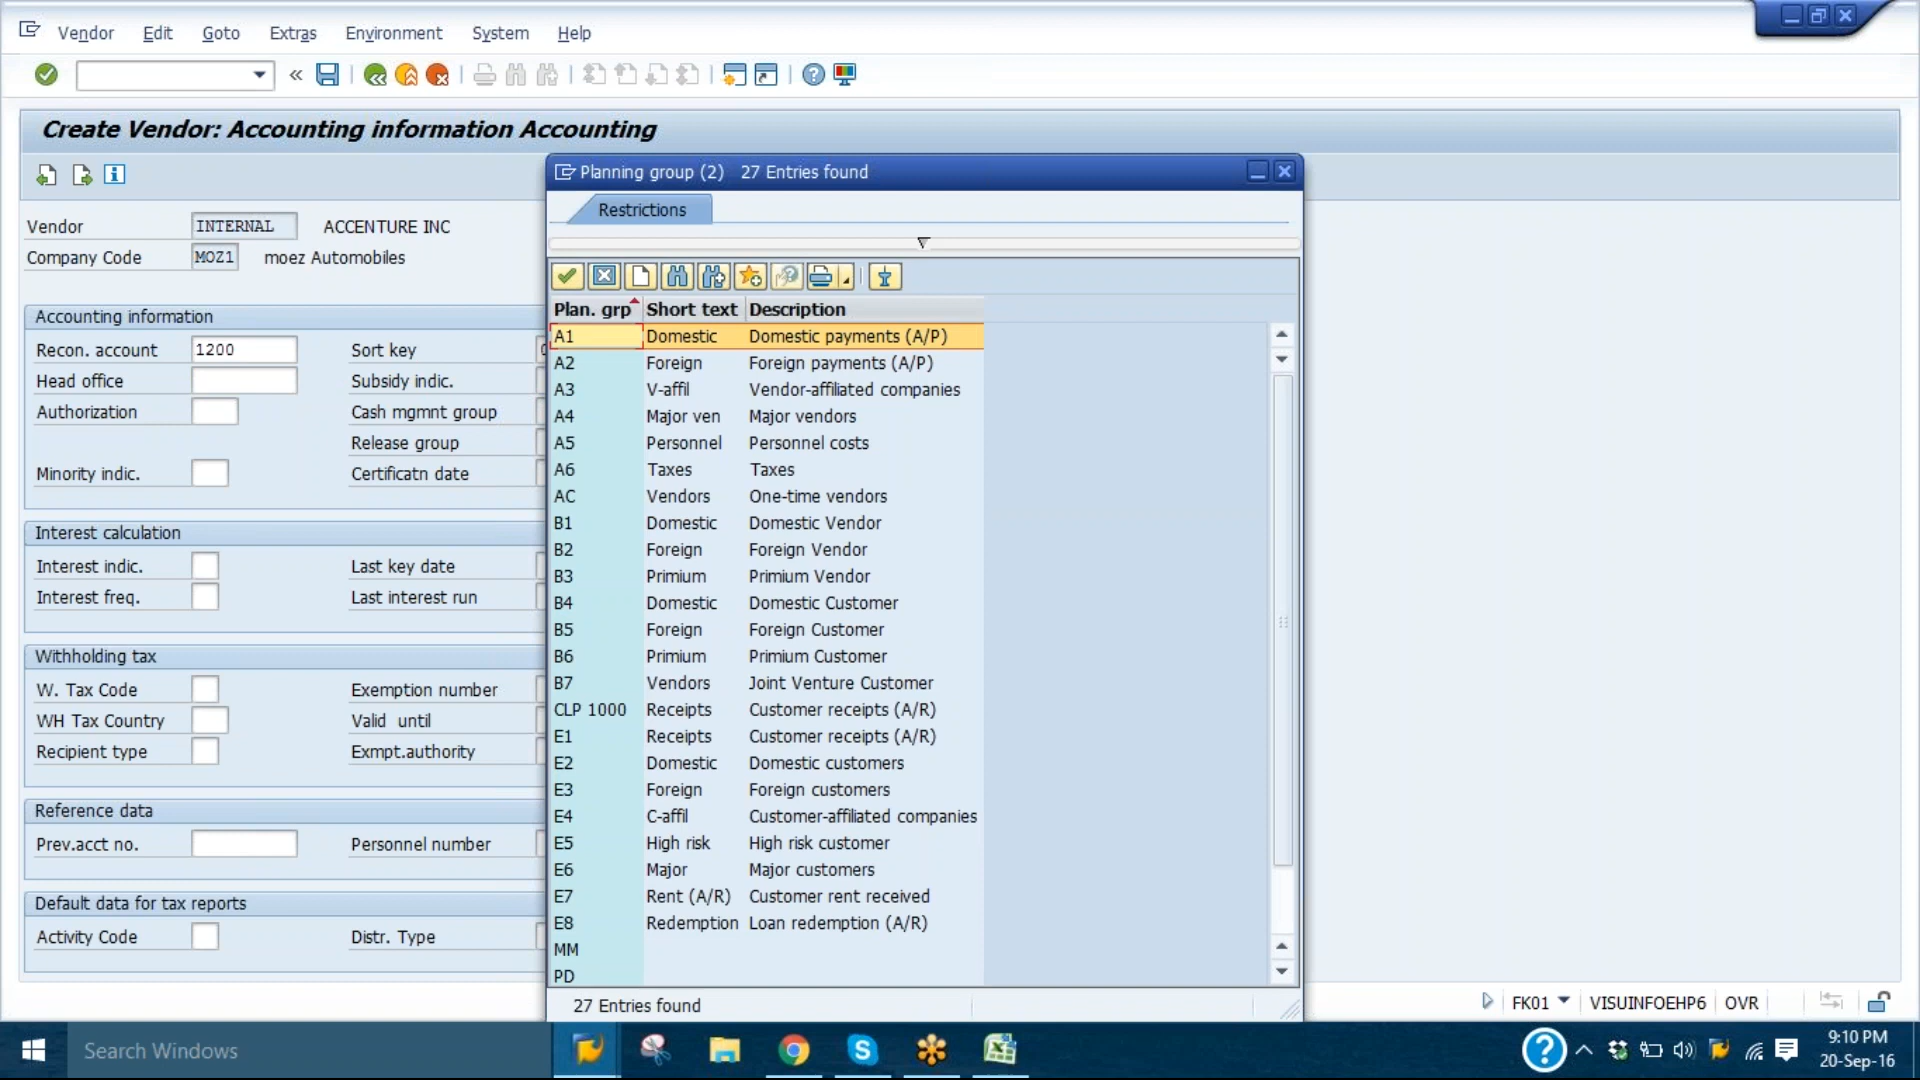 Vendor Edit Goto Extras Environment System Help
Create Vendor: Accounting information Accounting
Vendor INTERNAL ACCENTURE INC
Company Code MOZ1 moez Automobiles
Accounting information
Recon. account 1200 Sort key
Head office Subsidy indic.
Authorization Cash mgmnt group
Release group
Minority indic. Certificatn date
Interest calculation
Interest indic. Last key date
Interest freq. Last interest run
Withholding tax
W. Tax Code Exemption number
WH Tax Country Valid until
Recipient type Exmpt.authority
Reference data
Prev.acct no. Personnel number
Default data for tax reports
Activity Code Distr. Type
Planning group (2) 27 Entries found
Restrictions
Plan. grp Short text Description
A1 Domestic Domestic payments (A/P)
A2 Foreign Foreign payments (A/P)
A3 V-affil Vendor-affiliated companies
A4 Major ven Major vendors
A5 Personnel Personnel costs
A6 Taxes Taxes
AC Vendors One-time vendors
B1 Domestic Domestic Vendor
B2 Foreign Foreign Vendor
B3 Primium Primium Vendor
B4 Domestic Domestic Customer
B5 Foreign Foreign Customer
B6 Primium Primium Customer
B7 Vendors Joint Venture Customer
CLP 1000 Receipts Customer receipts (A/R)
E1 Receipts Customer receipts (A/R)
E2 Domestic Domestic customers
E3 Foreign Foreign customers
E4 C-affil Customer-affiliated companies
E5 High risk High risk customer
E6 Major Major customers
E7 Rent (A/R) Customer rent received
E8 Redemption Loan redemption (A/R)
MM
PD
27 Entries found
FK01 VISUINFOEHP6 OVR
Search Windows
9:10 PM
20-Sep-16